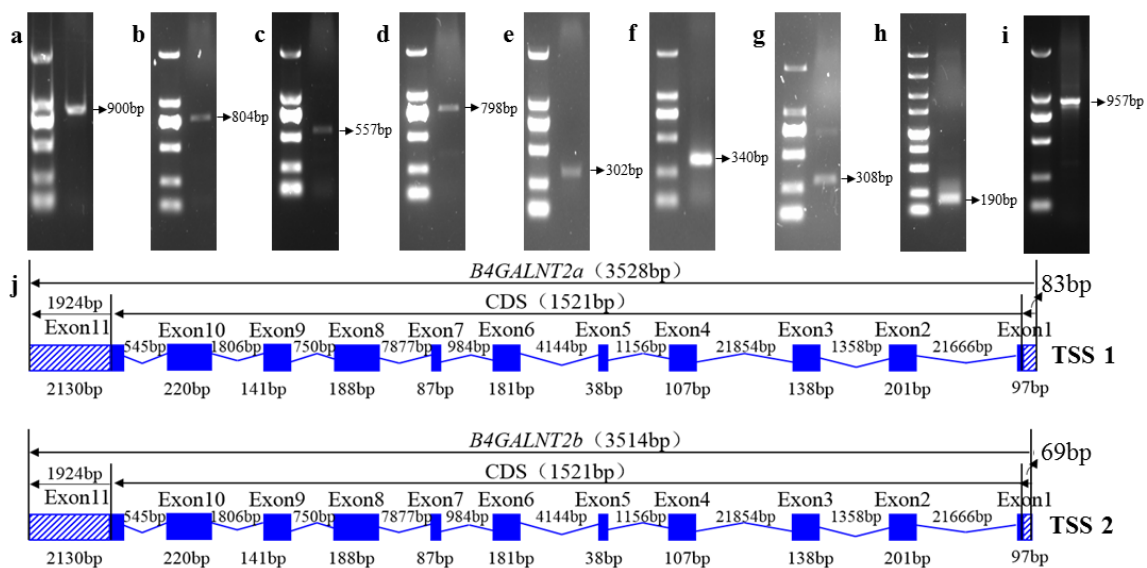 a b c d e f g h i
900bp 804bp 557bp 798bp 302bp 340bp 308bp 190bp 957bp
j
B4GALNT2a（3528bp）
83bp
1924bp CDS（1521bp）
Exon11 Exon10 Exon9 Exon8 Exon7 Exon6 Exon5 Exon4 Exon3 Exon2 Exon1
545bp 1806bp 750bp 7877bp 984bp 4144bp 1156bp 21854bp 1358bp 21666bp
TSS 1
2130bp 220bp 141bp 188bp 87bp 181bp 38bp 107bp 138bp 201bp 97bp
B4GALNT2b（3514bp）
69bp
1924bp CDS（1521bp）
Exon11 Exon10 Exon9 Exon8 Exon7 Exon6 Exon5 Exon4 Exon3 Exon2 Exon1
545bp 1806bp 750bp 7877bp 984bp 4144bp 1156bp 21854bp 1358bp 21666bp
TSS 2
2130bp 220bp 141bp 188bp 87bp 181bp 38bp 107bp 138bp 201bp 97bp